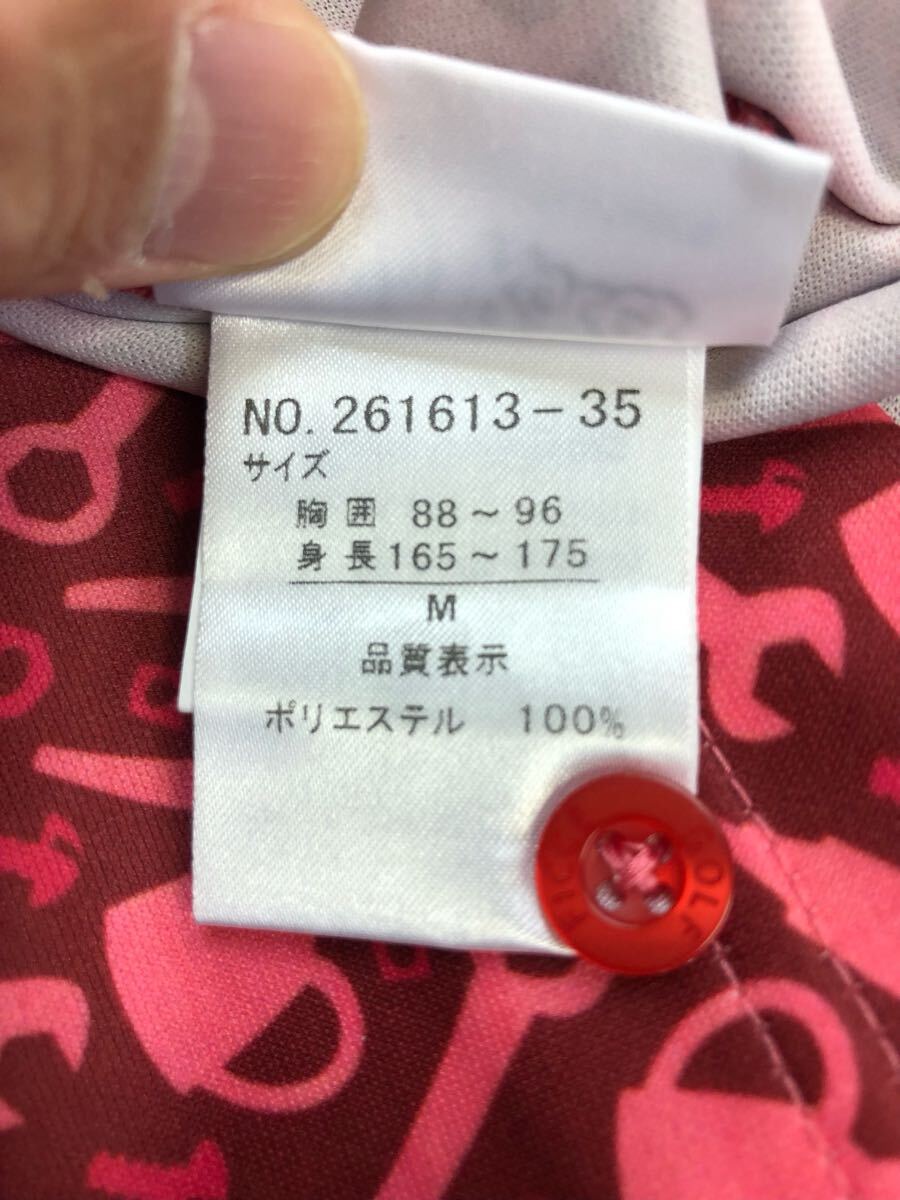 NO. 261613-35
サイズ
胸囲 88～96
身長165～175
M
品質表示
ポリエステル 100%
GOLF